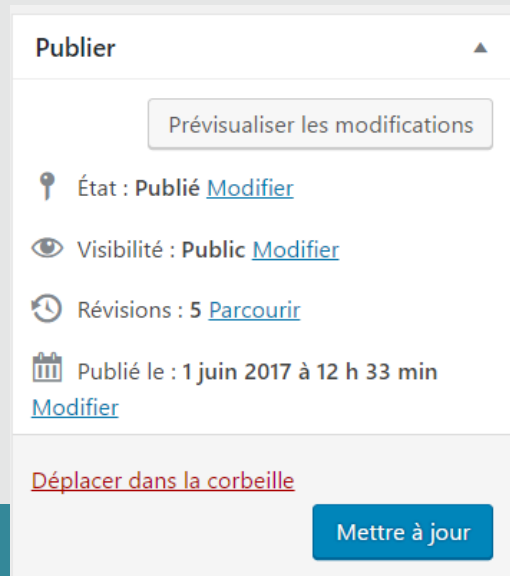 Publier
Prévisualiser les modifications
État : Publié Modifier
Visibilité : Public Modifier
Révisions : 5 Parcourir
Publié le : 1 juin 2017 à 12 h 33 min
Modifier
Déplacer dans la corbeille
Mettre à jour